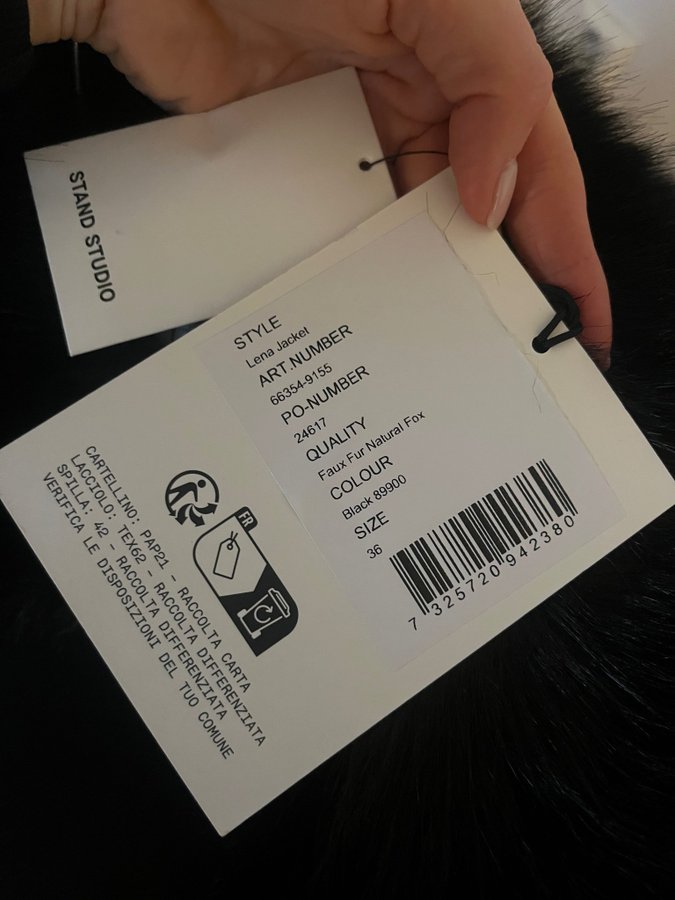 STAND STUDIO
STYLE
Lena Jacket
ART.NUMBER
66354-9155
PO-NUMBER
24617
QUALITY
Faux Fur Natural Fox
COLOUR
Black 89900
SIZE
36
7 325720 942380
FR
CARTELLINO: PAP21 - RACCOLTA CARTA
LACCIOLO: TEX62 - RACCOLTA DIFFERENZIATA
SPILLA: 42 - RACCOLTA DIFFERENZIATA
VERIFICA LE DISPOSIZIONI DEL TUO COMUNE